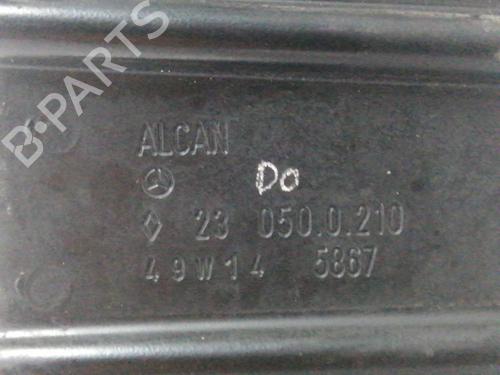 B-PARTS
ALCAN
DO
23 050.0.210
49W14 5867